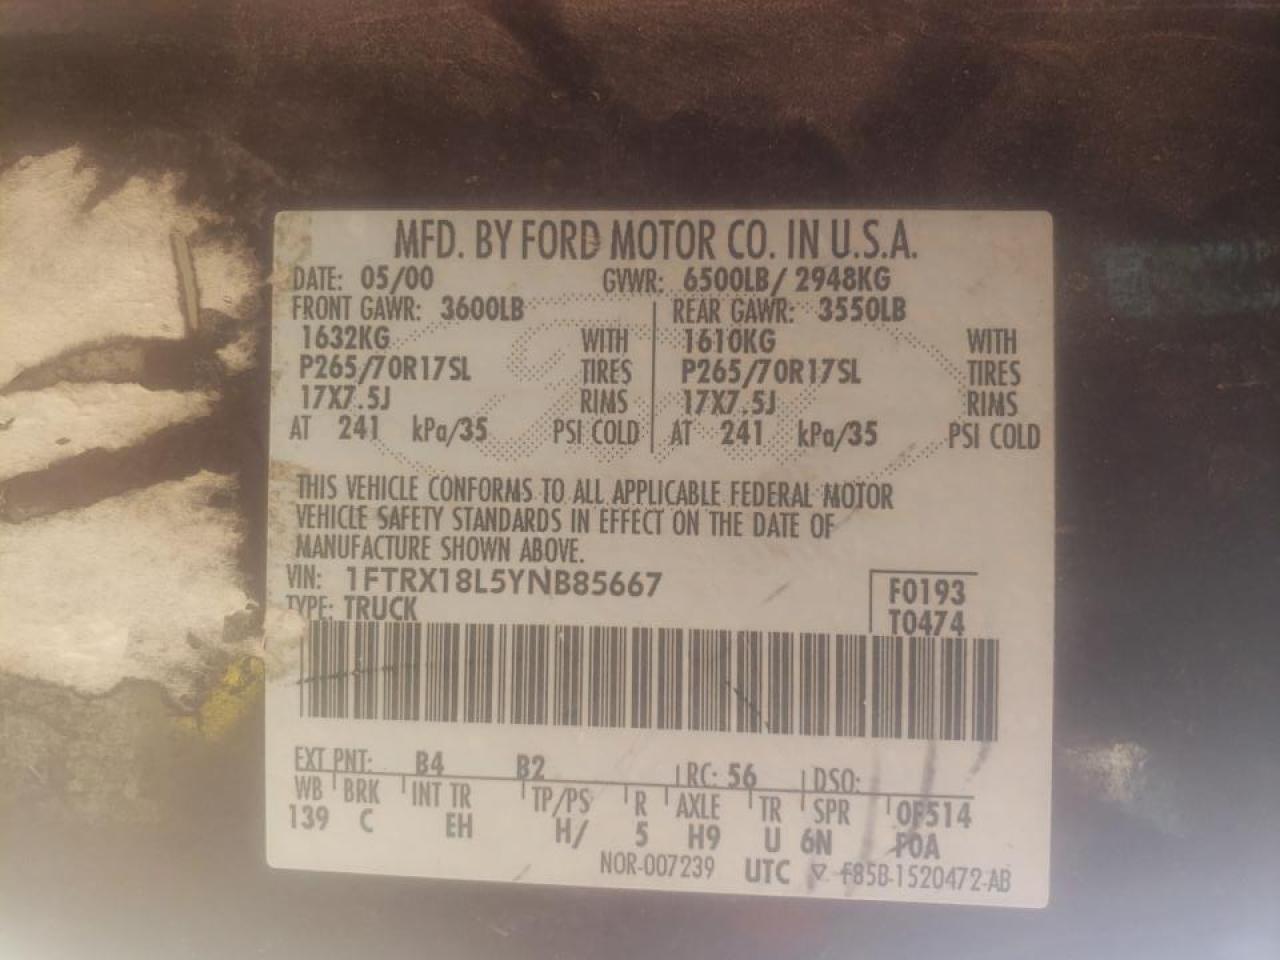 MFD. BY FORD MOTOR CO. IN U.S.A.
DATE: 05/00 GVWR: 6500LB/ 2948KG
FRONT GAWR: 3600LB REAR GAWR: 3550LB
1632KG WITH 1610KG WITH
P265/70R17SL TIRES P265/70R17SL TIRES
17X7.5J RIMS 17X7.5J RIMS
AT 241 kPa/35 PSI COLD AT 241 kPa/35 PSI COLD
THIS VEHICLE CONFORMS TO ALL APPLICABLE FEDERAL MOTOR
VEHICLE SAFETY STANDARDS IN EFFECT ON THE DATE OF
MANUFACTURE SHOWN ABOVE.
VIN: 1FTRX18L5YNB85667 F0193
TYPE: TRUCK T0474
EXT PNT: B4 B2 RC: 56 DSO:
WB BRK INT TR TP/PS R AXLE TR SPR 0F514
139 C EH H/ 5 H9 U 6N F0A
NOR-007239 UTC ▽ F85B-1520472-AB